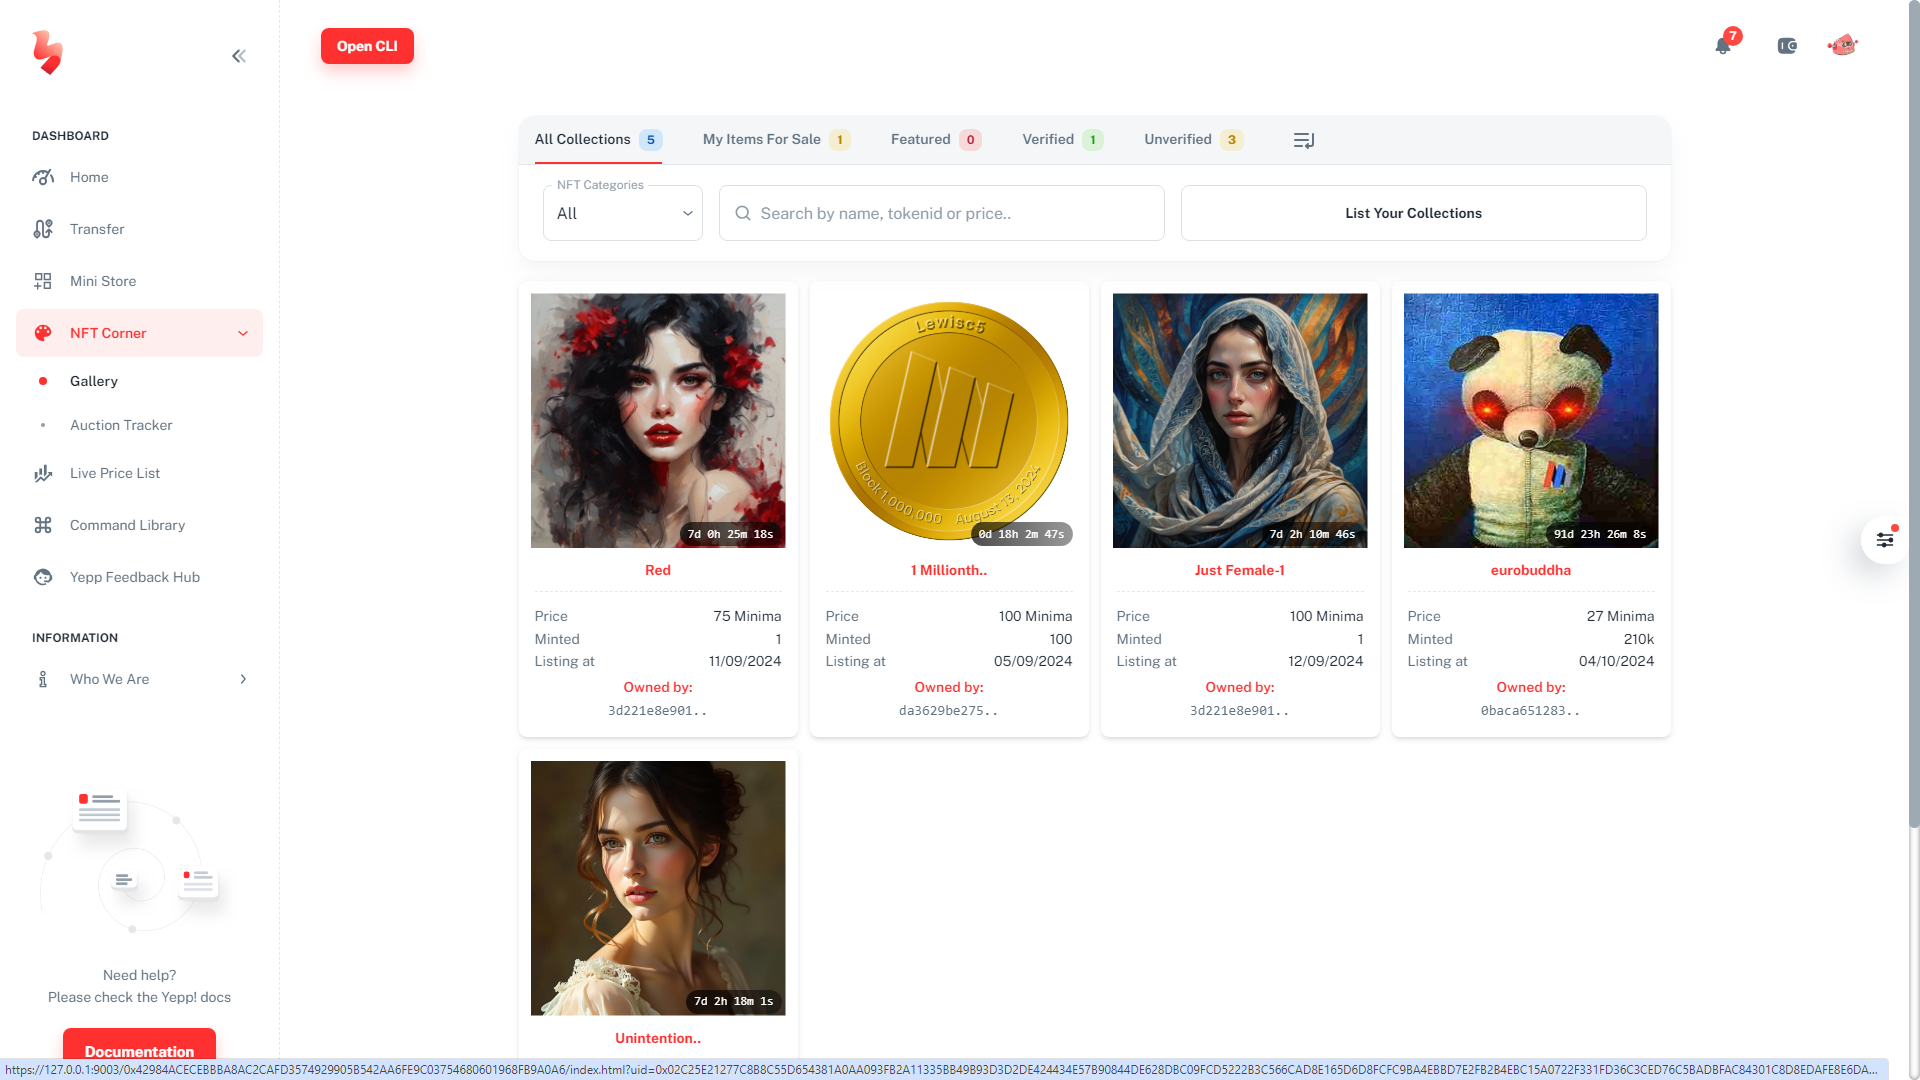 Open CLI
7
DASHBOARD
Home
Transfer
Mini Store
NFT Corner
Gallery
Auction Tracker
Live Price List
Command Library
Yepp Feedback Hub
INFORMATION
Who We Are
Need help?
Please check the Yepp! docs
Documentation
All Collections 5
My Items For Sale 1
Featured 0
Verified 1
Unverified 3
NFT Categories
All
Search by name, tokenid or price..
List Your Collections
7d 0h 25m 18s
Red
Price 75 Minima
Minted 1
Listing at 11/09/2024
Owned by:
3d221e8e901..
Lewisc5
Block 1,000,000 August 13, 2024
0d 18h 2m 47s
1 Millionth..
Price 100 Minima
Minted 100
Listing at 05/09/2024
Owned by:
da3629be275..
7d 2h 10m 46s
Just Female-1
Price 100 Minima
Minted 1
Listing at 12/09/2024
Owned by:
3d221e8e901..
91d 23h 26m 8s
eurobuddha
Price 27 Minima
Minted 210k
Listing at 04/10/2024
Owned by:
0baca651283..
7d 2h 18m 1s
Unintention..
https://127.0.0.1:9003/0x42984ACECEBBBA8AC2CAFD3574929905B542AA6FE9C03754680601968FB9A0A6/index.html?uid=0x02C25E21277C8B8C55D654381A0AA093FB2A11335BB49B93D3D2DE424434E57B90844DE628DBC09FCD5222B3C566CAD8E165D6D8FCFC9BA4EBBD7E2FB2B4EBC15A0722F331FD36C3CED76C5BADBFAC84301C8D8EDAFE8E6DA...